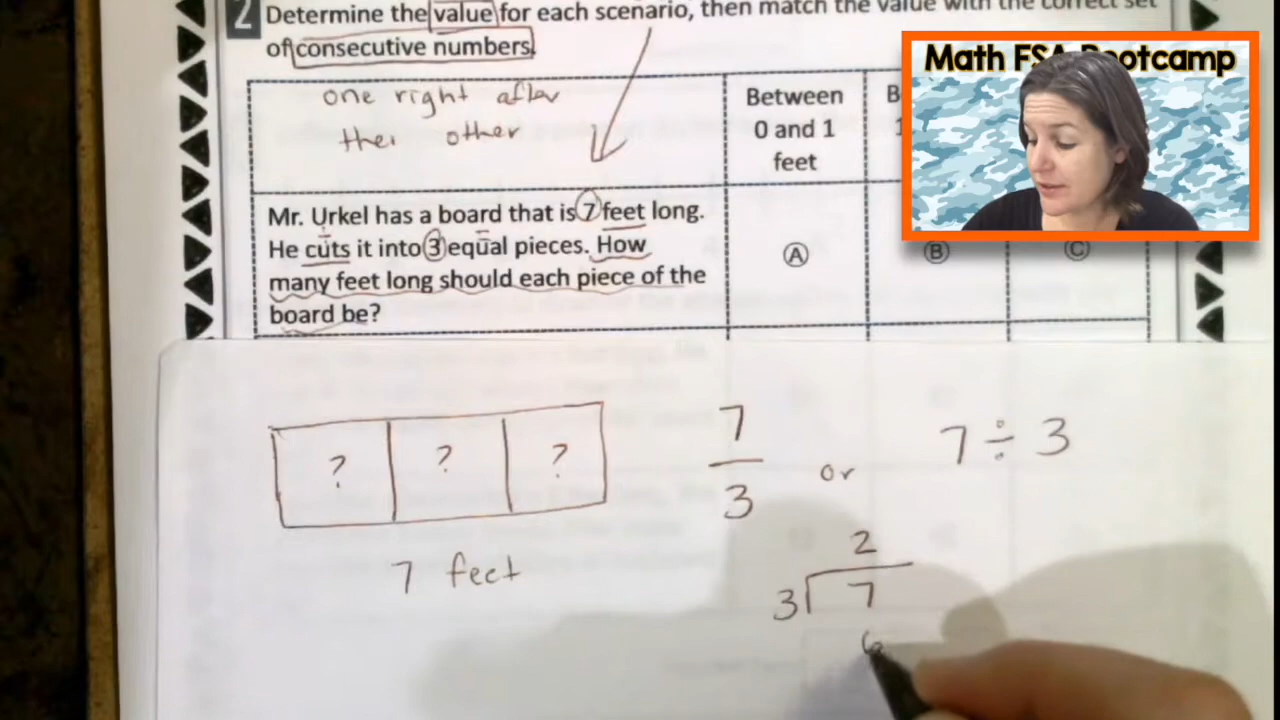 2 Determine the value for each scenario, then match the value with the correct set
of consecutive numbers.
Math FSA Bootcamp
one right after
the other
Between
0 and 1
feet
Mr. Urkel has a board that is 7 feet long.
He cuts it into 3 equal pieces. How
many feet long should each piece of the
board be?
A
B
C
? ? ?
7 feet
7
3
or
7 ÷ 3
2
3 7
6